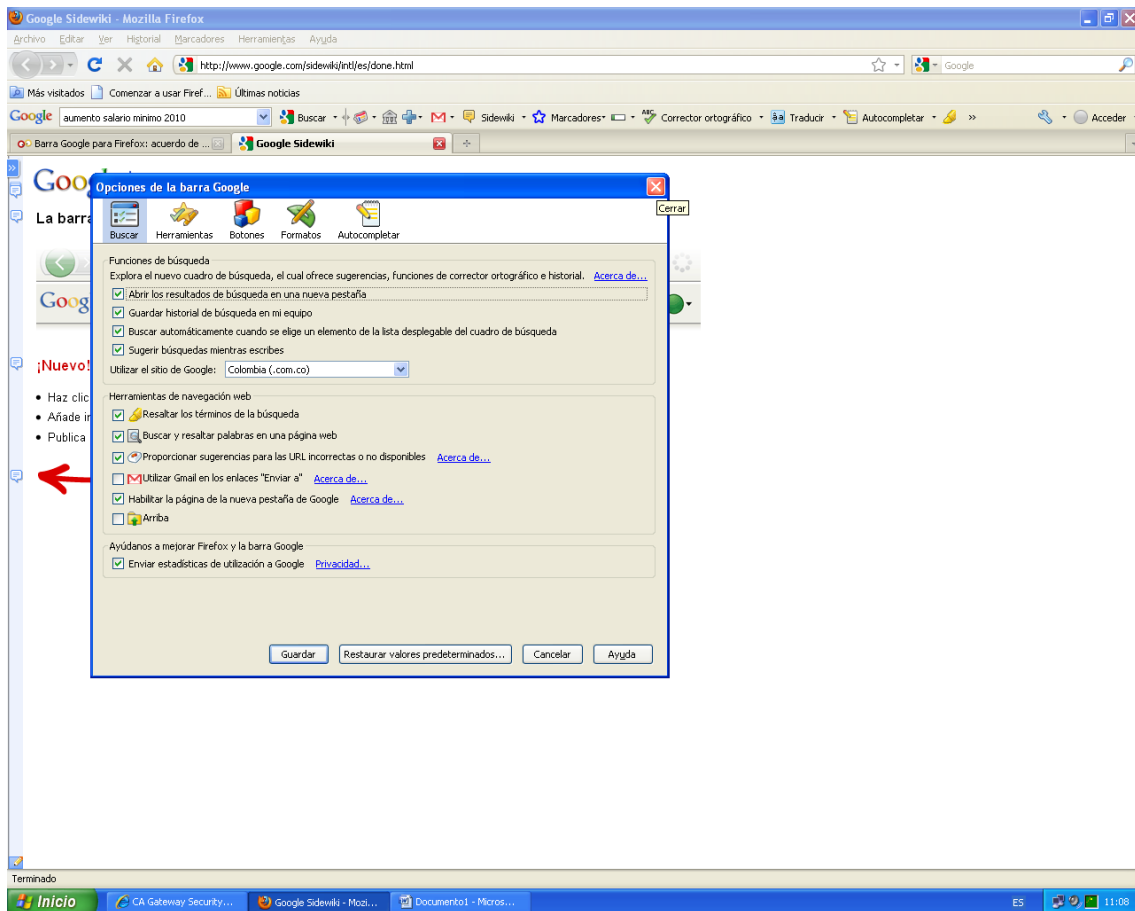 Google Sidewiki - Mozilla Firefox
Archivo Editar Ver Historial Marcadores Herramientas Ayuda
http://www.google.com/sidewiki/intl/es/done.html Google
Más visitados Comenzar a usar Firef... Últimas noticias
Google aumento salario minimo 2010 Buscar Sidewiki Marcadores ABC Corrector ortográfico Traducir Autocompletar » Acceder
Barra Google para Firefox: acuerdo de ... Google Sidewiki
Goo
Opciones de la barra Google
Cerrar
La barra
Buscar Herramientas Botones Formatos Autocompletar
Funciones de búsqueda
Explora el nuevo cuadro de búsqueda, el cual ofrece sugerencias, funciones de corrector ortográfico e historial. Acerca de...
Abrir los resultados de búsqueda en una nueva pestaña
Goog
Guardar historial de búsqueda en mi equipo
Buscar automáticamente cuando se elige un elemento de la lista desplegable del cuadro de búsqueda
Sugerir búsquedas mientras escribes
¡Nuevo!
Utilizar el sitio de Google: Colombia (.com.co)
• Haz clic
• Añade in
• Publica
Herramientas de navegación web
Resaltar los términos de la búsqueda
Buscar y resaltar palabras en una página web
Proporcionar sugerencias para las URL incorrectas o no disponibles Acerca de...
Utilizar Gmail en los enlaces "Enviar a" Acerca de...
Habilitar la página de la nueva pestaña de Google Acerca de...
Arriba
Ayúdanos a mejorar Firefox y la barra Google
Enviar estadísticas de utilización a Google Privacidad...
Guardar Restaurar valores predeterminados... Cancelar Ayuda
Terminado
Inicio CA Gateway Security... Google Sidewiki - Mozi... Documento1 - Micros... ES 11:08